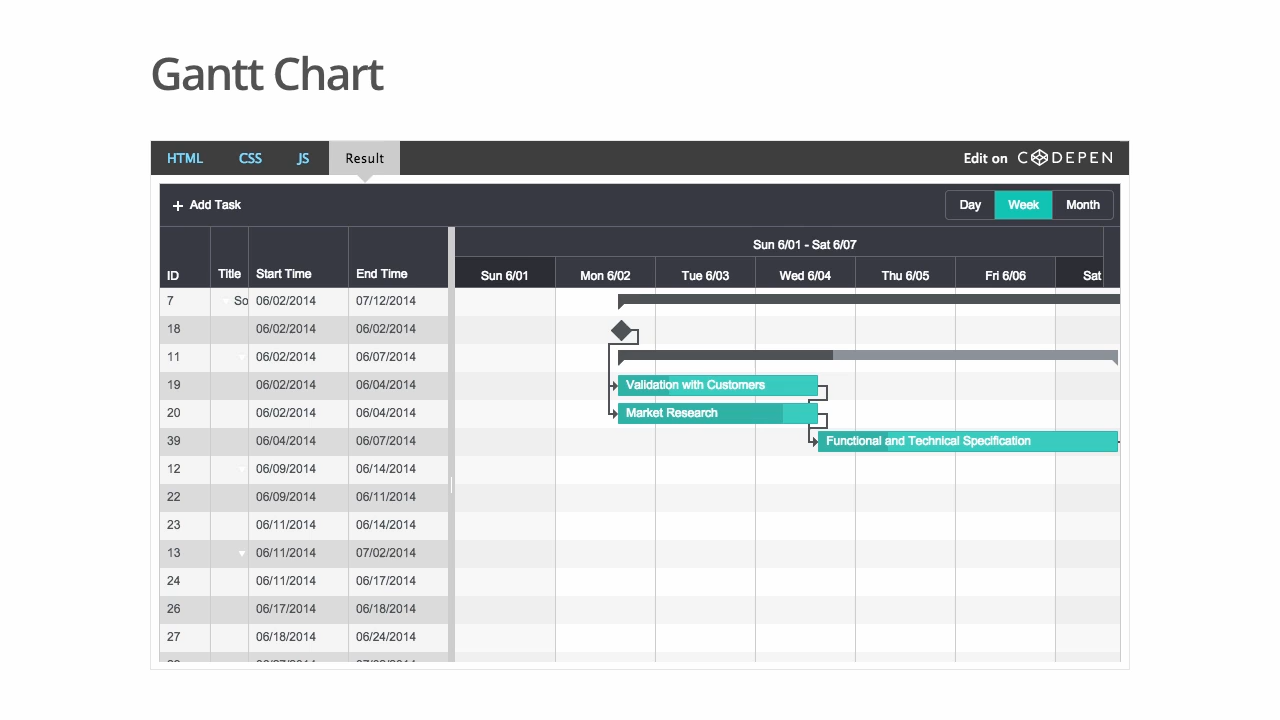 Gantt Chart
HTML CSS JS Result Edit on CODEPEN
+ Add Task Day Week Month
Sun 6/01 - Sat 6/07
ID Title Start Time End Time Sun 6/01 Mon 6/02 Tue 6/03 Wed 6/04 Thu 6/05 Fri 6/06 Sat
7 So 06/02/2014 07/12/2014
18 06/02/2014 06/02/2014
11 06/02/2014 06/07/2014
19 06/02/2014 06/04/2014 Validation with Customers
20 06/02/2014 06/04/2014 Market Research
39 06/04/2014 06/07/2014 Functional and Technical Specification
12 06/09/2014 06/14/2014
22 06/09/2014 06/11/2014
23 06/11/2014 06/14/2014
13 06/11/2014 07/02/2014
24 06/11/2014 06/17/2014
26 06/17/2014 06/18/2014
27 06/18/2014 06/24/2014